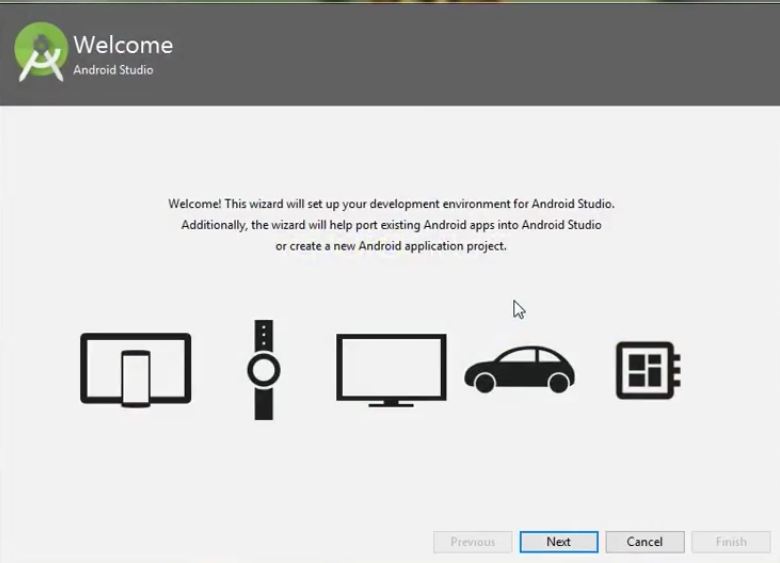 Welcome
Android Studio
Welcome! This wizard will set up your development environment for Android Studio.
Additionally, the wizard will help port existing Android apps into Android Studio
or create a new Android application project.
Previous
Next
Cancel
Finish